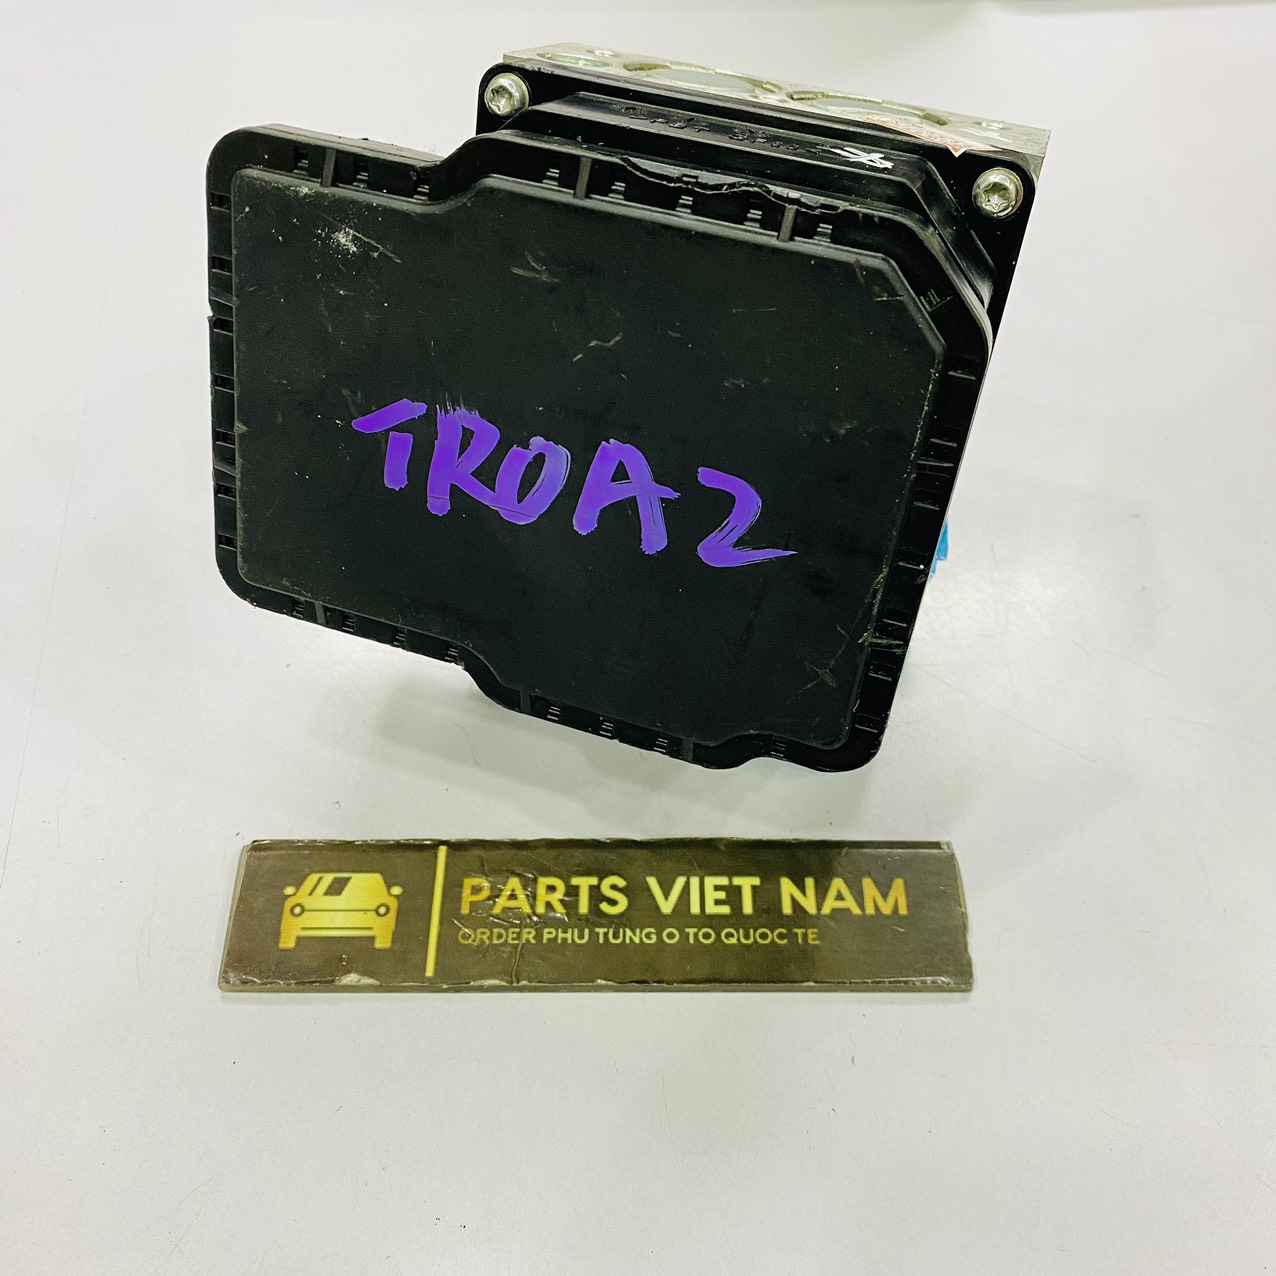 TROA2
PARTS VIET NAM
ORDER PHU TUNG O TO QUOC TE